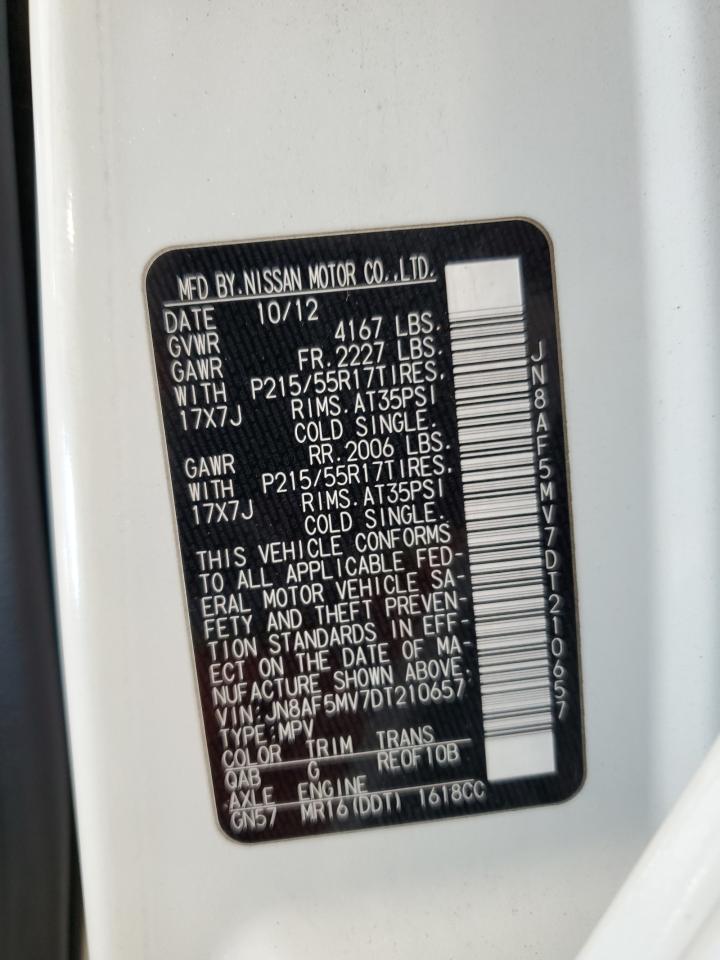 MFD BY.NISSAN MOTOR CO.,LTD.
DATE 10/12
GVWR 4167 LBS.
GAWR FR.2227 LBS.
WITH P215/55R17TIRES.
17X7J RIMS.AT35PSI
COLD SINGLE.
GAWR RR.2006 LBS.
WITH P215/55R17TIRES.
17X7J RIMS.AT35PSI
COLD SINGLE.
THIS VEHICLE CONFORMS
TO ALL APPLICABLE FED-
ERAL MOTOR VEHICLE SA-
FETY AND THEFT PREVEN-
TION STANDARDS IN EFF-
ECT ON THE DATE OF MA-
NUFACTURE SHOWN ABOVE.
VIN:JN8AF5MV7DT210657
TYPE:MPV
COLOR TRIM TRANS
QAB G RE0F10B
AXLE ENGINE
GN57 MR16(DDT) 1618CC
JN8AF5MV7DT210657